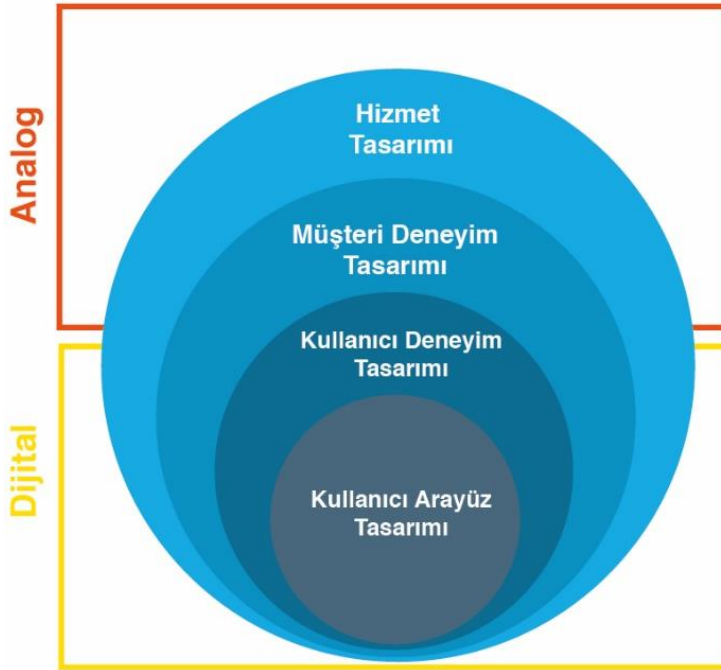 Analog
Hizmet
Tasarımı
Müşteri Deneyim
Tasarımı
Kullanıcı Deneyim
Tasarımı
Dijital
Kullanıcı Arayüz
Tasarımı